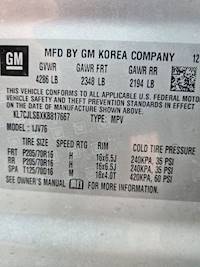 GM
MFD BY GM KOREA COMPANY 12
GVWR GAWR FRT GAWR RR
4286 LB 2348 LB 2194 LB
THIS VEHICLE CONFORMS TO ALL APPLICABLE U.S. FEDERAL MOTOR
VEHICLE SAFETY AND THEFT PREVENTION STANDARDS IN
EFFECT ON THE DATE OF MANUFACTURE SHOWN ABOVE.
KL7CJLSBXKB817667 TYPE: MPV
MODEL: 1JV76
TIRE SIZE SPEED RTG RIM COLD TIRE PRESSURE
FRT P205/70R16 H 16x6.5J 240KPA, 35 PSI
RR P205/70R16 H 16x6.5J 240KPA, 35 PSI
SPA T125/70D16 M 16x4.0T 420KPA, 60 PSI
SEE OWNER'S MANUAL